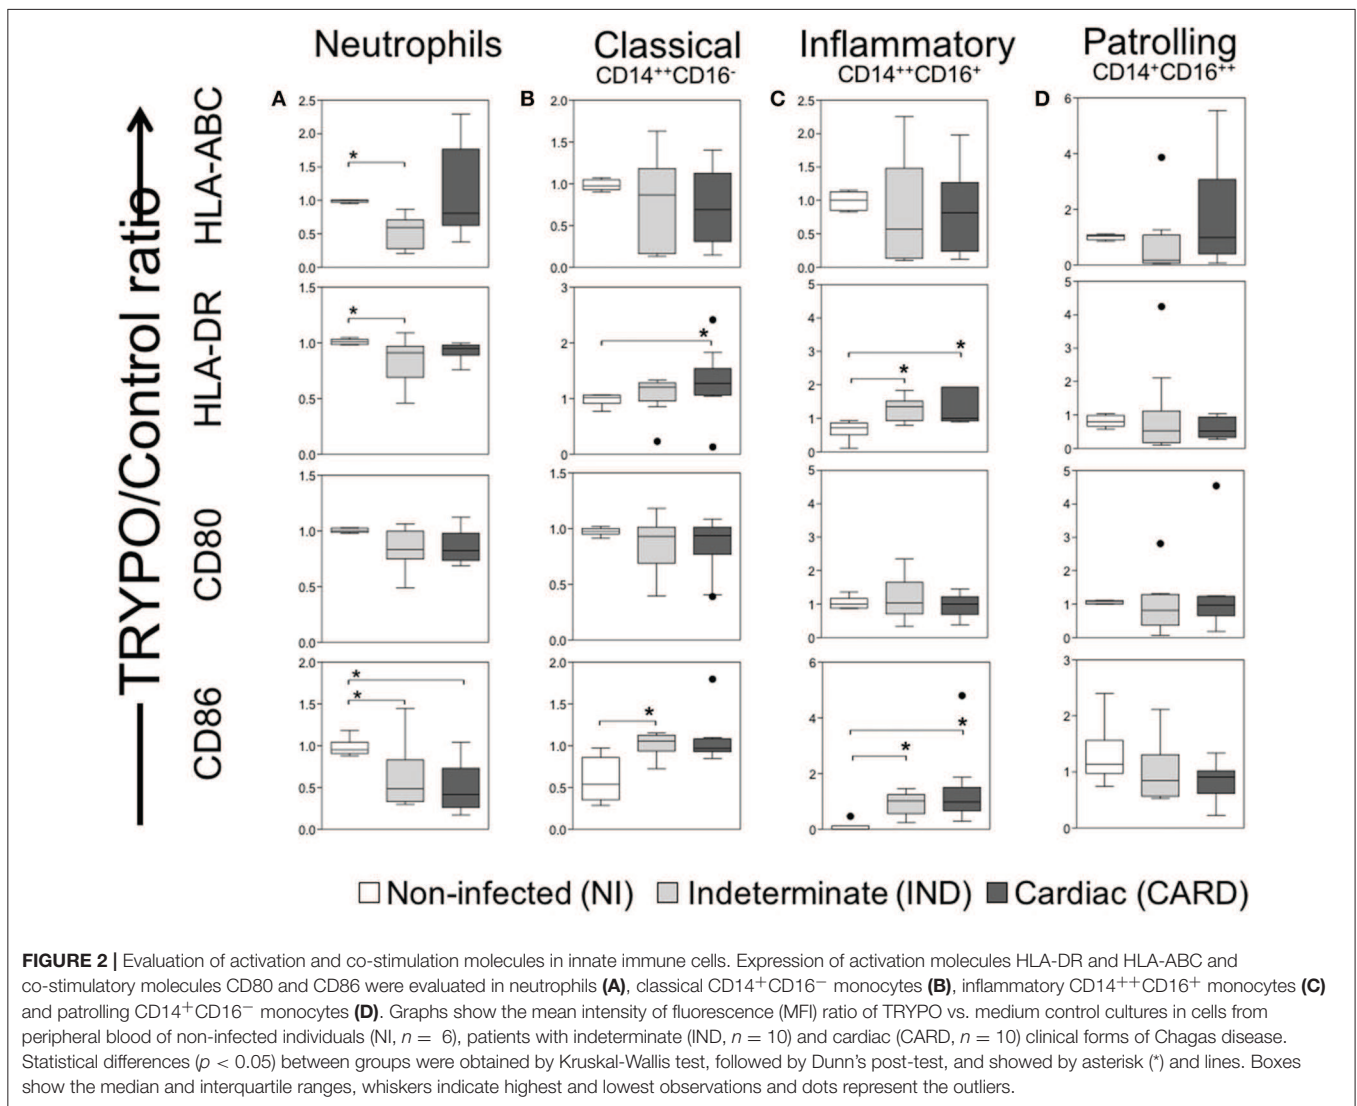 Neutrophils Classical Inflammatory Patrolling
CD14⁺⁺CD16⁻ CD14⁺⁺CD16⁺ CD14⁺CD16⁺⁺
A B C D
TRYPO/Control ratio
HLA-ABC
2.5 2.0 2.5 6
2.0 1.5 2.0 4
1.5 1.0 1.5 2
1.0 0.5 1.0 0
0.5 0.0 0.5
0.0 0.0
*
HLA-DR
1.5 3 5 5
1.0 2 4 4
0.5 1 3 3
0.0 0 2 2
1 1
0 0
* * * *
CD80
1.5 1.5 5 5
1.0 1.0 4 4
0.5 0.5 3 3
0.0 0.0 2 2
1 1
0 0
CD86
2.0 2.0 6 3
1.5 1.5 4 2
1.0 1.0 2 1
0.5 0.5 0 0
0.0 0.0
* * * * *
Non-infected (NI) Indeterminate (IND) Cardiac (CARD)
FIGURE 2 | Evaluation of activation and co-stimulation molecules in innate immune cells. Expression of activation molecules HLA-DR and HLA-ABC and
co-stimulatory molecules CD80 and CD86 were evaluated in neutrophils (A), classical CD14⁺CD16⁻ monocytes (B), inflammatory CD14⁺⁺CD16⁺ monocytes (C)
and patrolling CD14⁺CD16⁻ monocytes (D). Graphs show the mean intensity of fluorescence (MFI) ratio of TRYPO vs. medium control cultures in cells from
peripheral blood of non-infected individuals (NI, n = 6), patients with indeterminate (IND, n = 10) and cardiac (CARD, n = 10) clinical forms of Chagas disease.
Statistical differences (p < 0.05) between groups were obtained by Kruskal-Wallis test, followed by Dunn's post-test, and showed by asterisk (*) and lines. Boxes
show the median and interquartile ranges, whiskers indicate highest and lowest observations and dots represent the outliers.